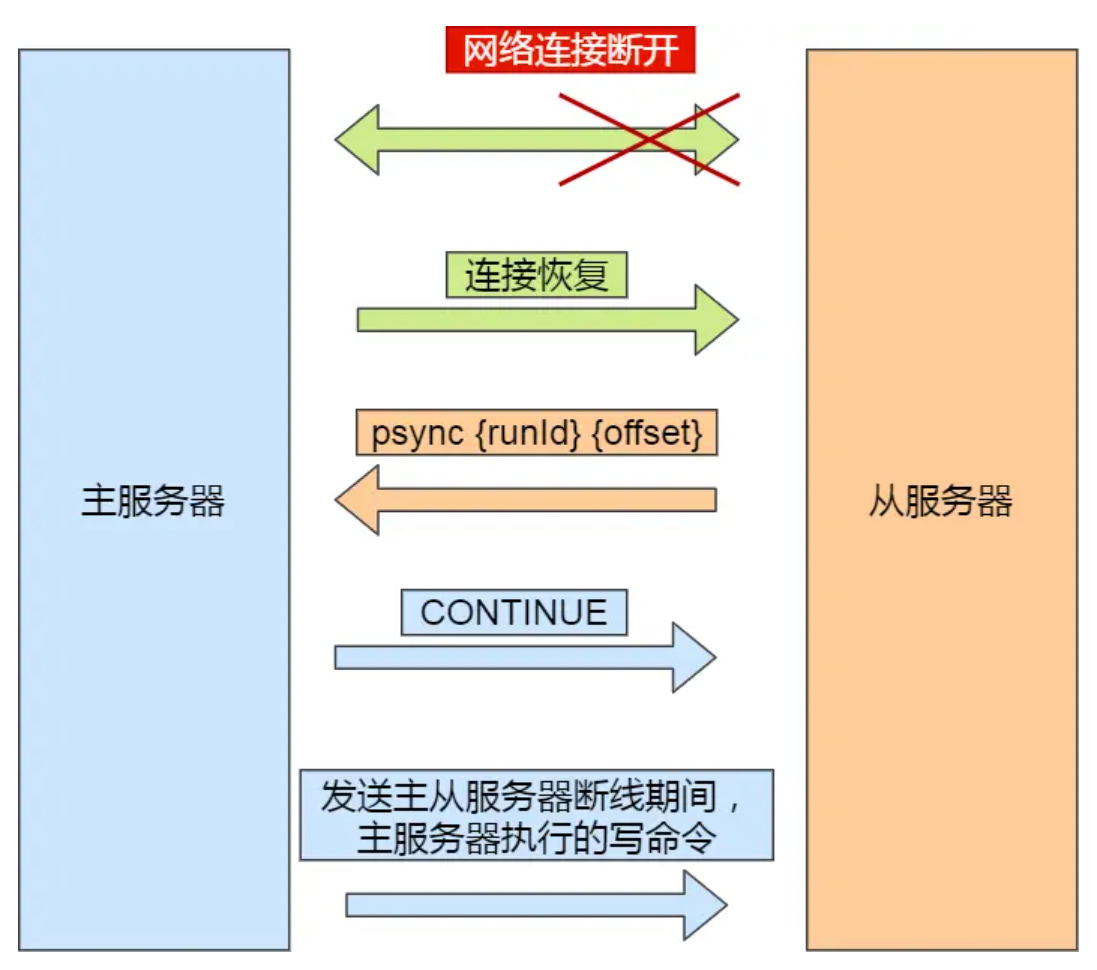 网络连接断开
连接恢复
psync {runId} {offset}
主服务器
从服务器
CONTINUE
发送主从服务器断线期间，
主服务器执行的写命令